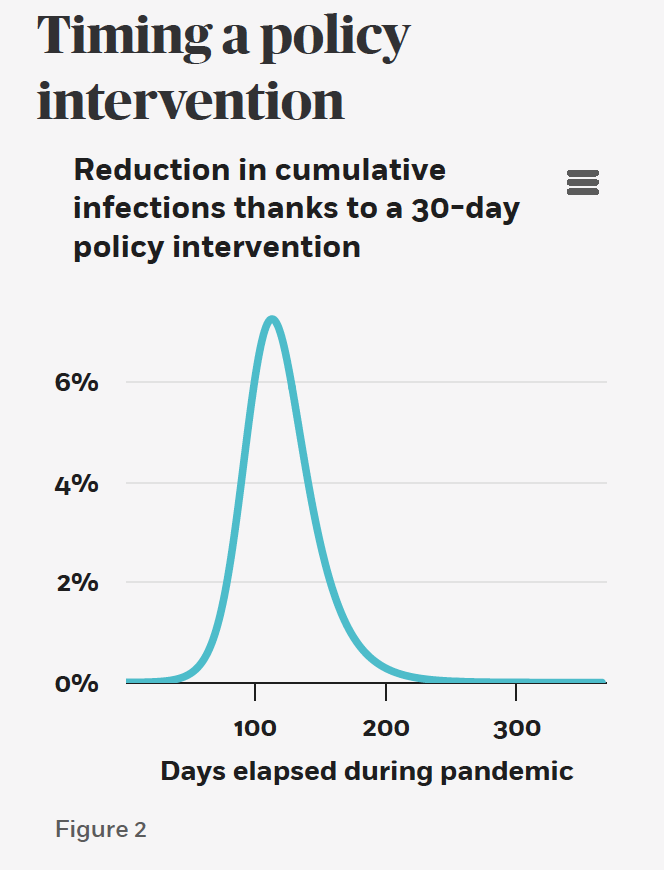 Timing a policy
intervention
Reduction in cumulative
infections thanks to a 30-day
policy intervention
6%
4%
2%
0%
100
200
300
Days elapsed during pandemic
Figure 2